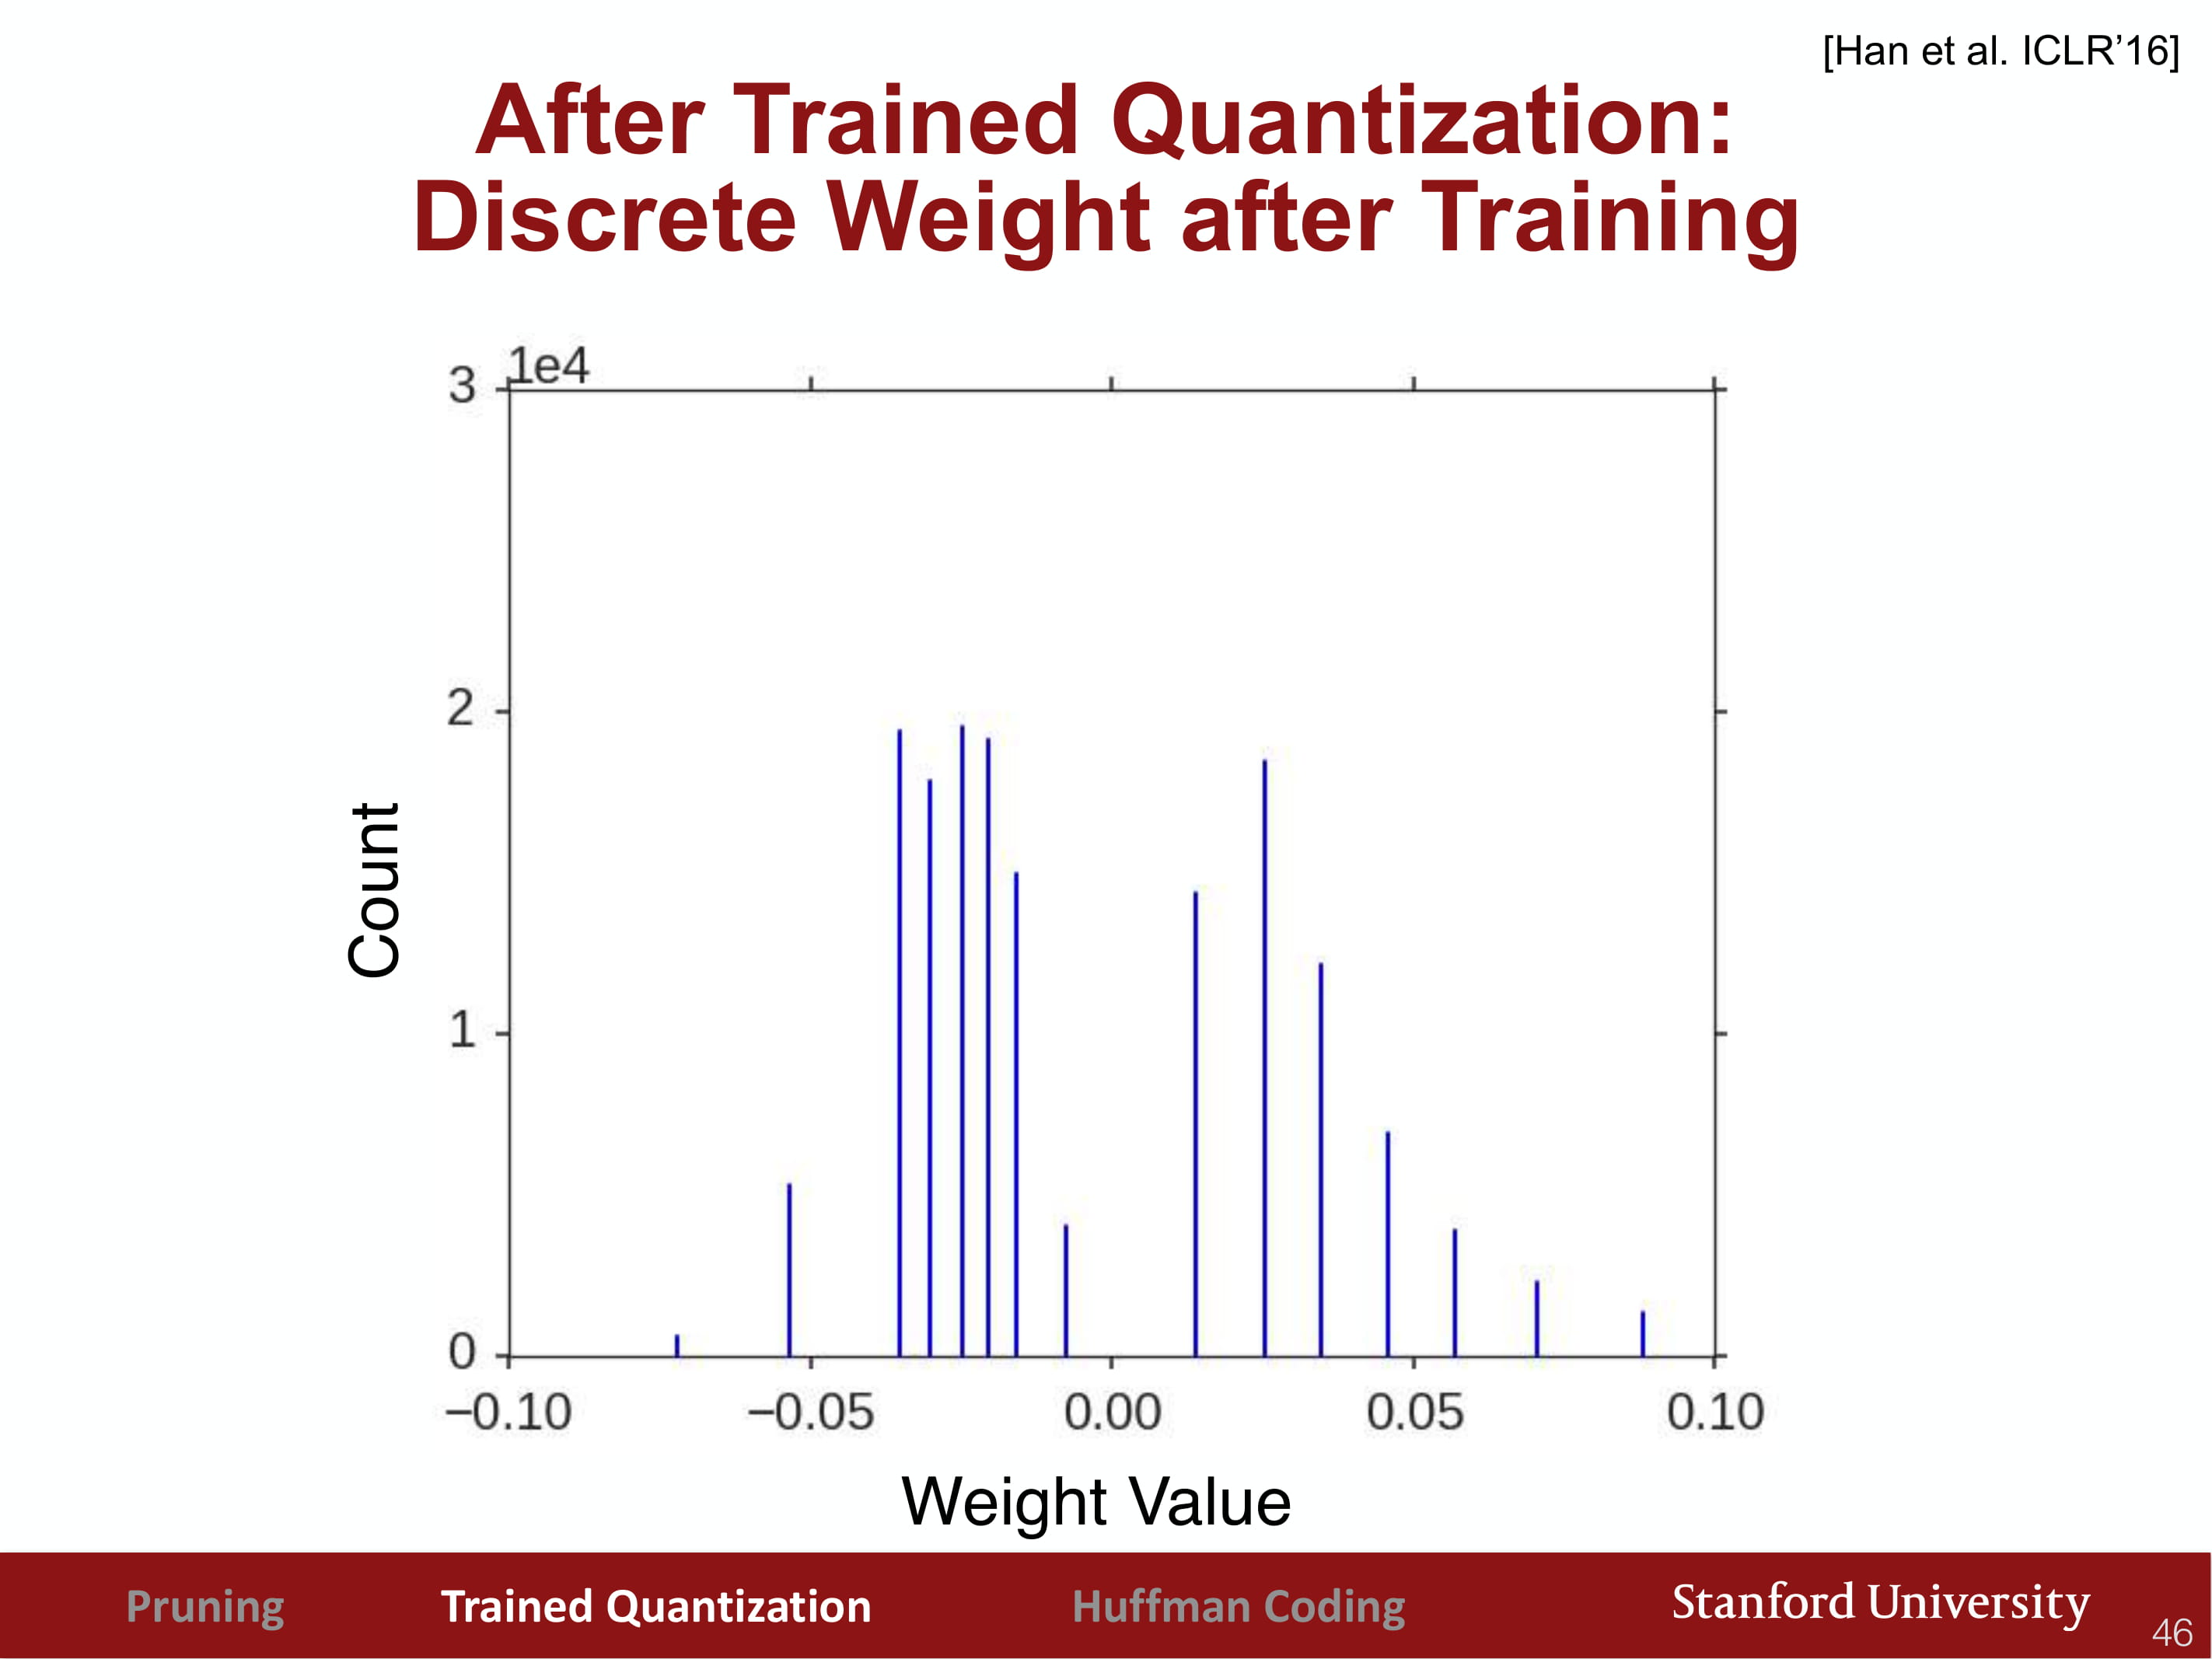 [Han et al. ICLR’16]
After Trained Quantization:
Discrete Weight after Training
1e4
3
2
1
0
Count
−0.10 −0.05 0.00 0.05 0.10
Weight Value
Pruning Trained Quantization Huffman Coding Stanford University 46